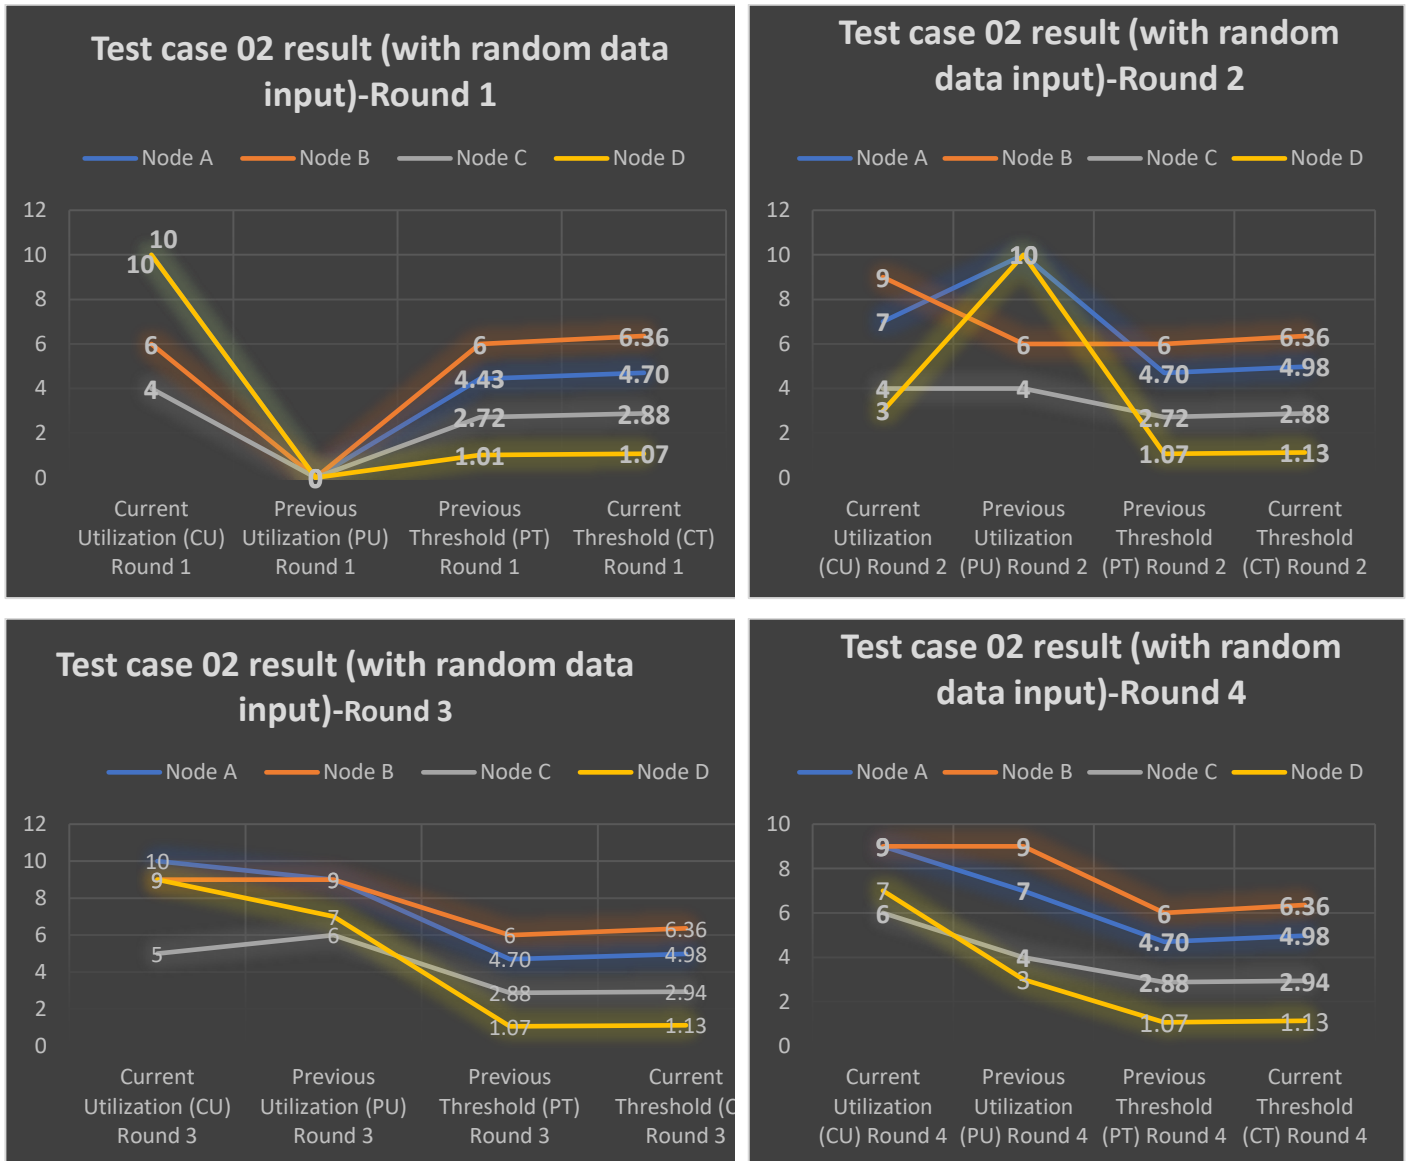 Test case 02 result (with random data
input)-Round 1
Node A Node B Node C Node D
12
10
8
6
4
2
0
10
10
6
4
0
6
4.43
2.72
1.01
6.36
4.70
2.88
1.07
Current
Utilization (CU)
Round 1
Previous
Utilization (PU)
Round 1
Previous
Threshold (PT)
Round 1
Current
Threshold (CT)
Round 1
Test case 02 result (with random
data input)-Round 2
Node A Node B Node C Node D
12
10
8
6
4
2
0
9
7
4
3
10
6
4
6
4.70
2.72
1.07
6.36
4.98
2.88
1.13
Current
Utilization
(CU) Round 2
Previous
Utilization
(PU) Round 2
Previous
Threshold
(PT) Round 2
Current
Threshold
(CT) Round 2
Test case 02 result (with random data
input)-Round 3
Node A Node B Node C Node D
12
10
8
6
4
2
0
10
9
5
9
7
6
6
4.70
2.88
1.07
6.36
4.98
2.94
1.13
Current
Utilization (CU)
Round 3
Previous
Utilization (PU)
Round 3
Previous
Threshold (PT)
Round 3
Current
Threshold (C
Round 3
Test case 02 result (with random
data input)-Round 4
Node A Node B Node C Node D
10
8
6
4
2
0
9
7
6
9
7
4
3
6
4.70
2.88
1.07
6.36
4.98
2.94
1.13
Current
Utilization
(CU) Round 4
Previous
Utilization
(PU) Round 4
Previous
Threshold
(PT) Round 4
Current
Threshold
(CT) Round 4